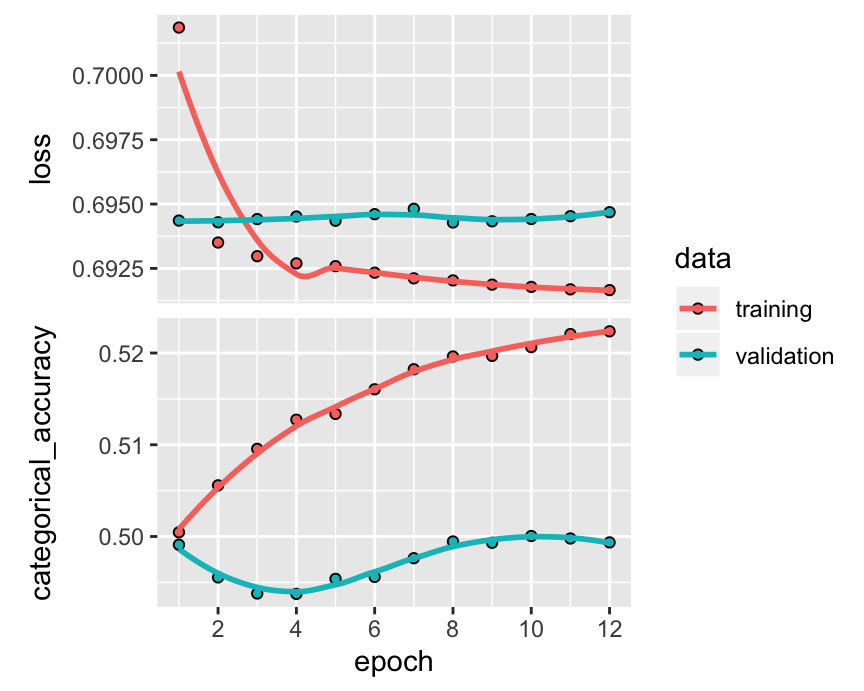 0.7000
0.6975
0.6950
0.6925
loss
0.52
0.51
0.50
categorical_accuracy
2 4 6 8 10 12
epoch
data
training
validation